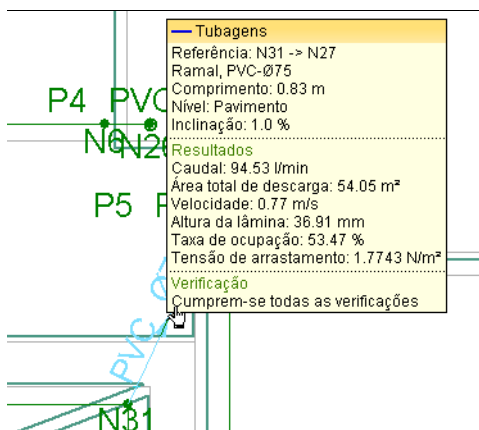 Tubagens
Referência: N31 -> N27
Ramal, PVC-Ø75
Comprimento: 0.83 m
Nível: Pavimento
Inclinação: 1.0 %
Resultados
Caudal: 94.53 l/min
Área total de descarga: 54.05 m²
Velocidade: 0.77 m/s
Altura da lâmina: 36.91 mm
Taxa de ocupação: 53.47 %
Tensão de arrastamento: 1.7743 N/m²
Verificação
Cumprem-se todas as verificações
P4 PVC
N6
P5
PVC
N31